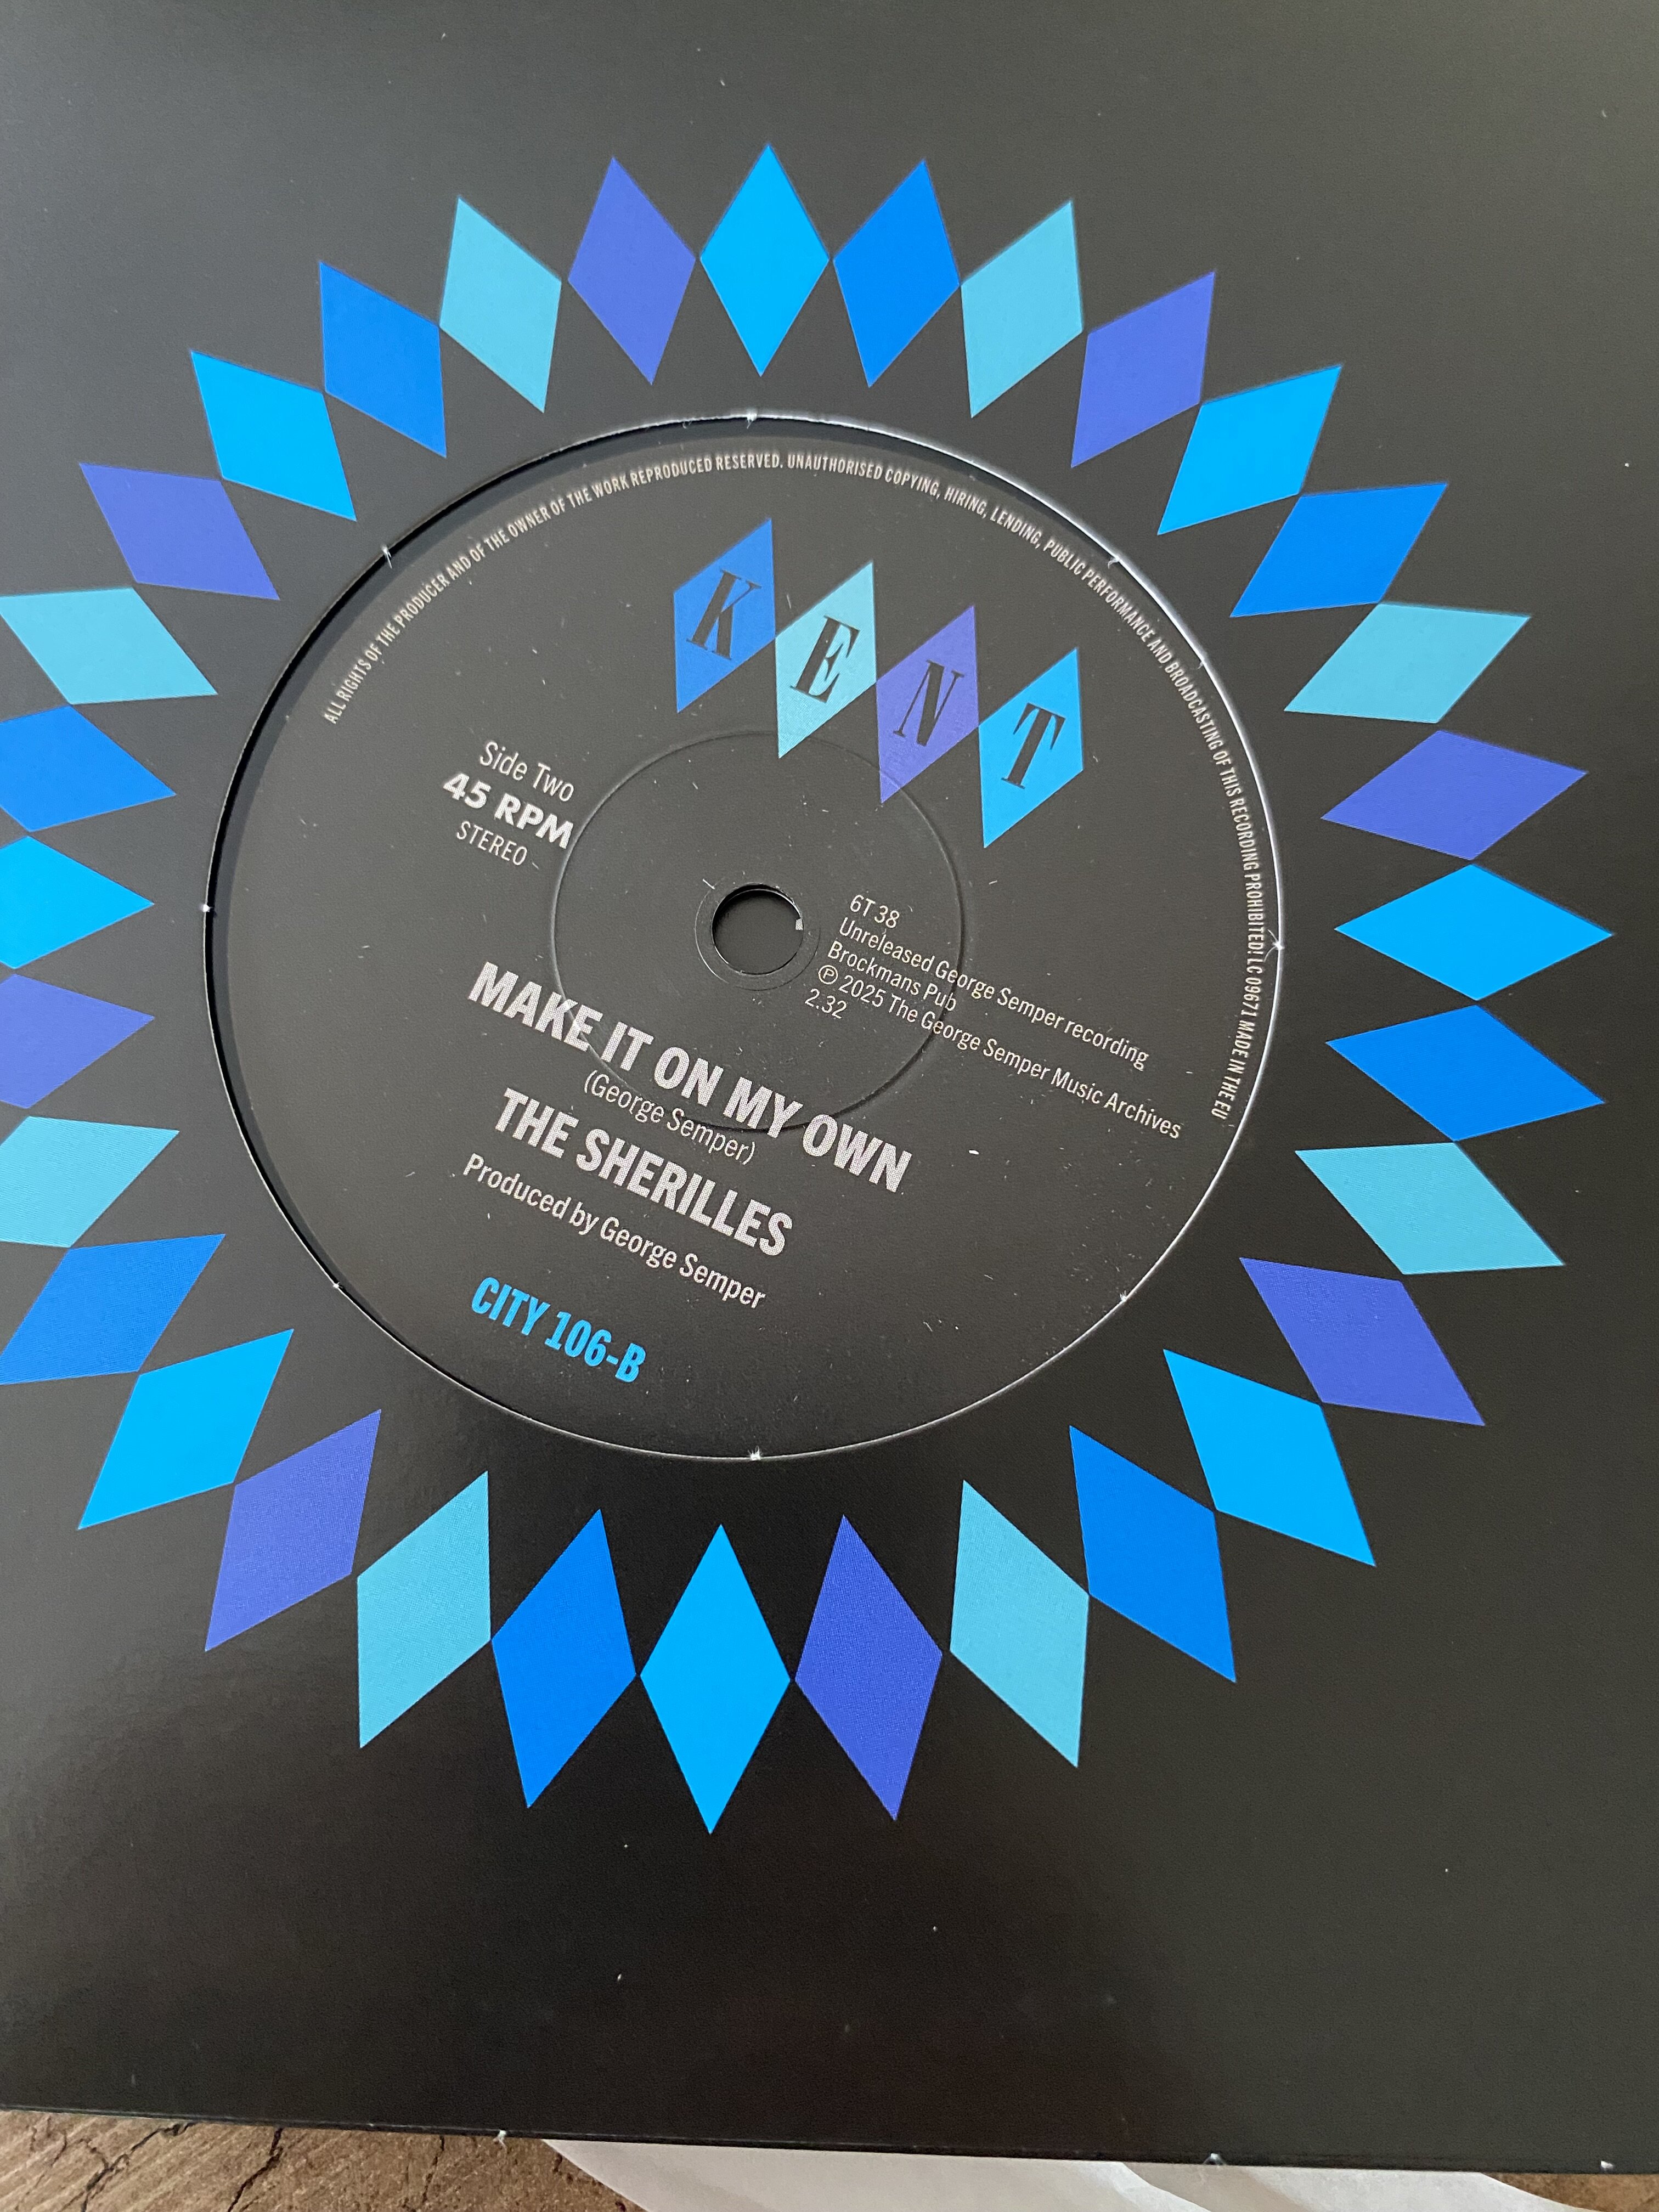 ALL RIGHTS OF THE PRODUCER AND OF THE OWNER OF THE WORK REPRODUCED RESERVED. UNAUTHORISED COPYING, HIRING, LENDING, PUBLIC PERFORMANCE AND BROADCASTING OF THIS RECORDING PROHIBITED! LC 09671 MADE IN THE EU
KENT
Side Two
45 RPM
STEREO
6T 38
Unreleased George Semper recording
Brockmans Pub
℗ 2025 The George Semper Music Archives
2.32
MAKE IT ON MY OWN
(George Semper)
THE SHERILLES
Produced by George Semper
CITY 106-B